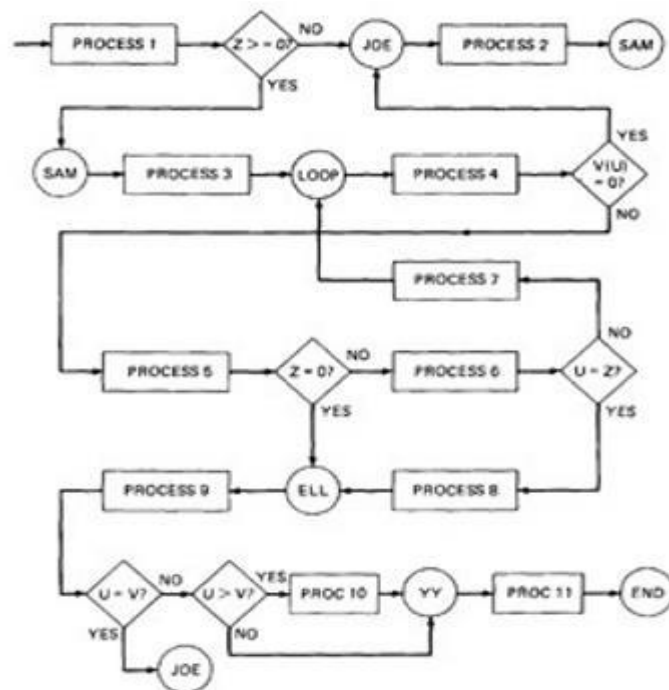 PROCESS 1
Z >= 0?
NO
JOE
PROCESS 2
SAM
YES
YES
SAM
PROCESS 3
LOOP
PROCESS 4
V(U)
= 0?
NO
PROCESS 7
NO
PROCESS 5
Z = 0?
NO
PROCESS 6
U = Z?
YES
YES
PROCESS 9
ELL
PROCESS 8
U = V?
NO
U > V?
YES
PROC 10
YY
PROC 11
END
YES
NO
JOE